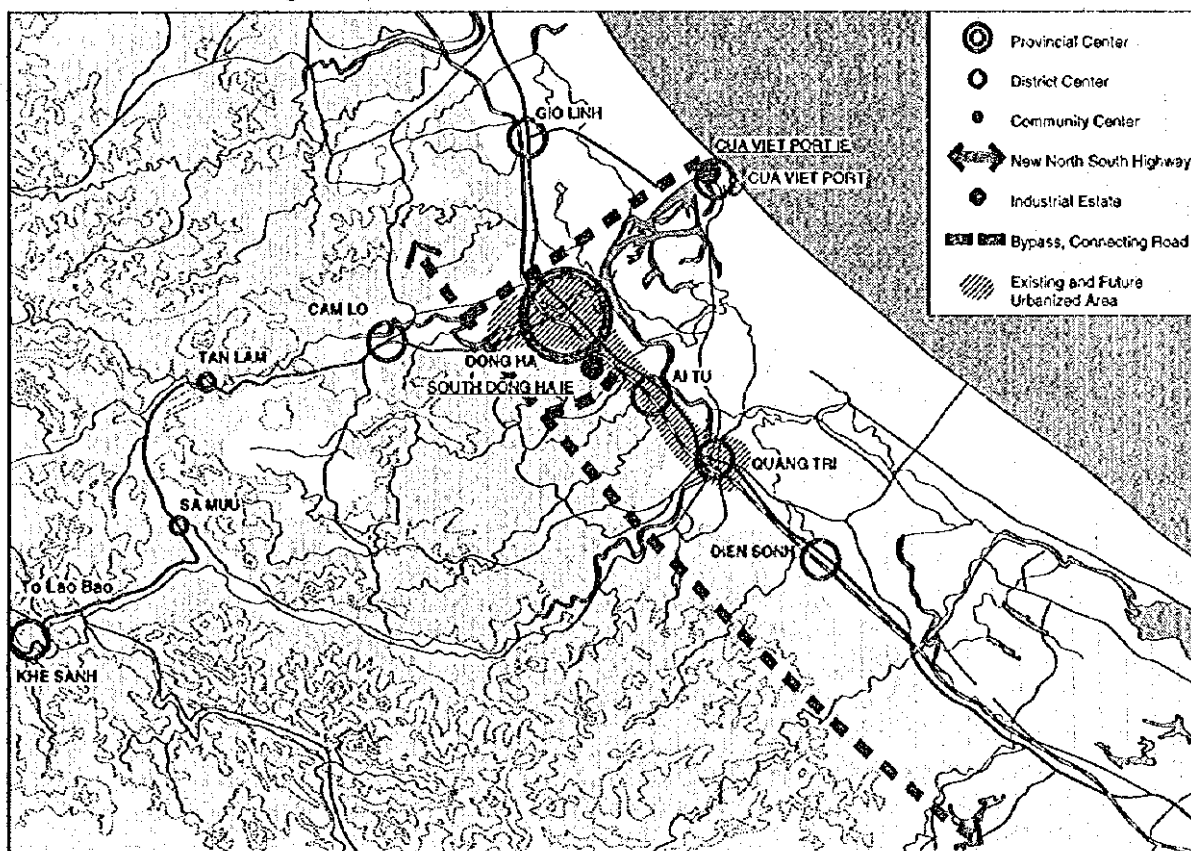 Provincial Center
District Center
Community Center
New North South Highway
Industrial Estate
Bypass, Connecting Road
Existing and Future
Urbanized Area
GIO LINH
CUA VIET PORT IE
CUA VIET PORT
CAM LO
TAN LAM
DONG HA
SOUTH DONG HA IE
AI TU
QUANG TRI
SA MUU
DIEN SONH
To Lao Bao
KHE SANH